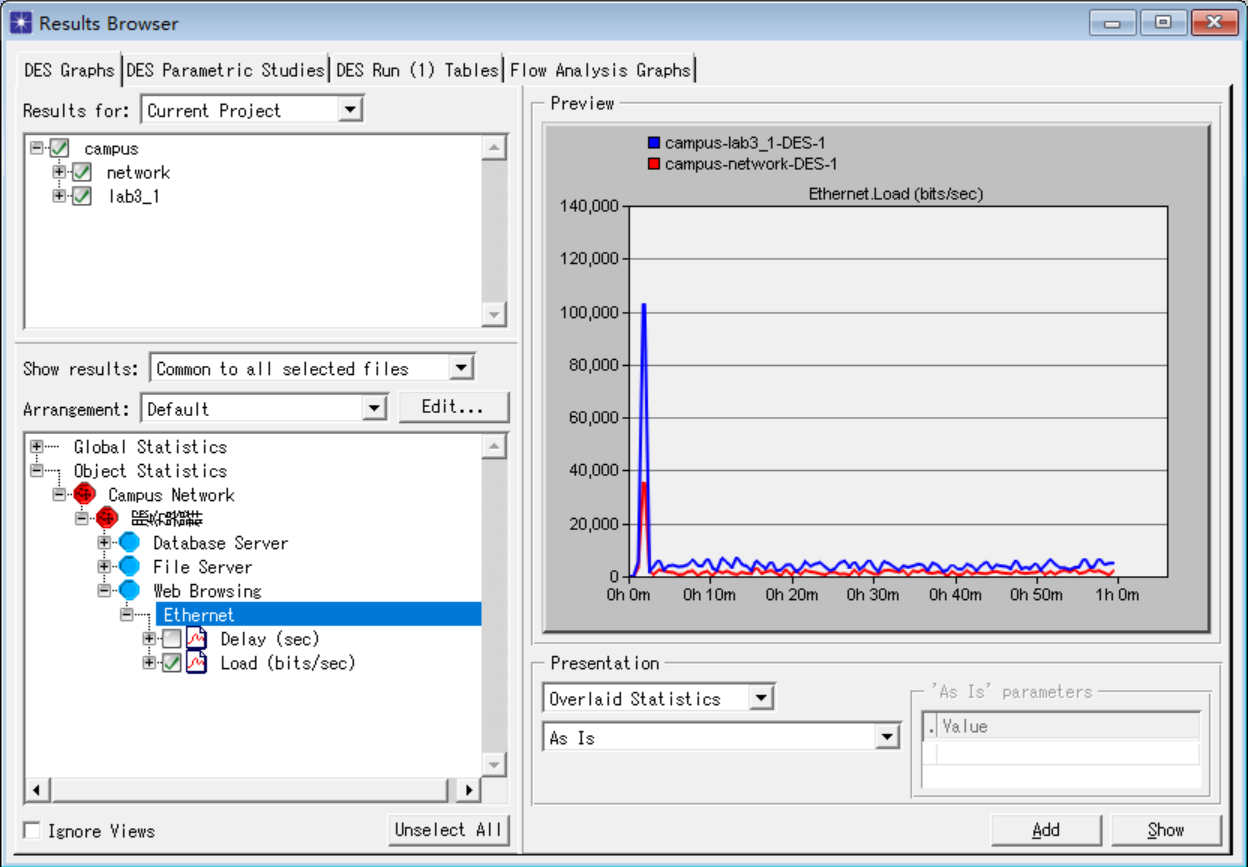 Results Browser
DES Graphs DES Parametric Studies DES Run (1) Tables Flow Analysis Graphs
Results for: Current Project
campus
network
lab3_1
Show results: Common to all selected files
Arrangement: Default Edit...
Global Statistics
Object Statistics
Campus Network
Database Server
File Server
Web Browsing
Ethernet
Delay (sec)
Load (bits/sec)
Ignore Views Unselect All
Preview
campus-lab3_1-DES-1
campus-network-DES-1
Ethernet.Load (bits/sec)
140,000
120,000
100,000
80,000
60,000
40,000
20,000
0
0h 0m 0h 10m 0h 20m 0h 30m 0h 40m 0h 50m 1h 0m
Presentation
Overlaid Statistics
As Is
'As Is' parameters
. Value
Add Show